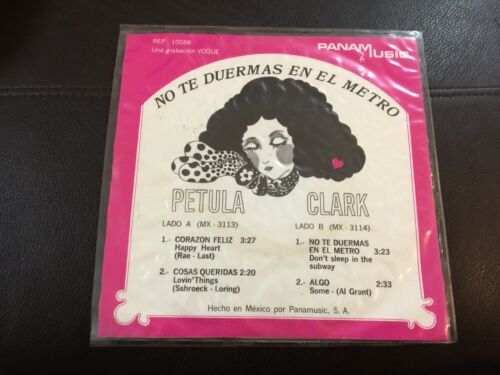 REP - 10086
Una grabación VOGUE
PANAM MUSIC
NO TE DUERMAS EN EL METRO
PETULA CLARK
LADO A (MX - 3113)
1.- CORAZON FELIZ 3:27
Happy Heart
(Rae - Last)
2.- COSAS QUERIDAS 2:20
Lovin'Things
(Sshroeck - Loring)
LADO B (MX - 3114)
1.- NO TE DUERMAS
EN EL METRO 3:23
Don't sleep in the
subway
2.- ALGO 2:33
Some - (Al Grant)
Hecho en México por Panamusic, S. A.